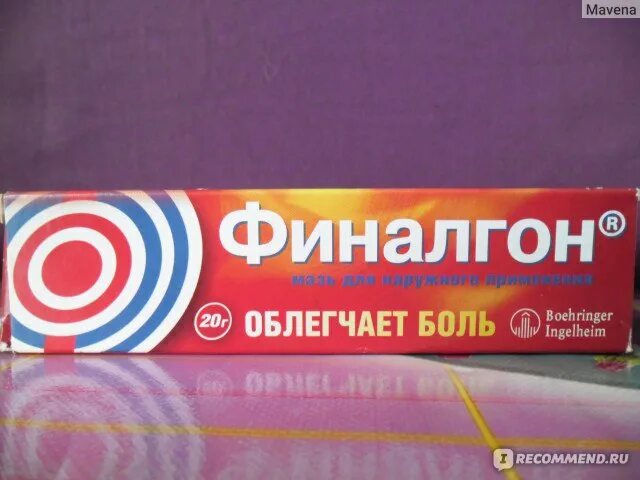 Mavena
Финалгон®
мазь для наружного применения
20г
ОБЛЕГЧАЕТ БОЛЬ
Boehringer
Ingelheim
I RECOMMEND.RU